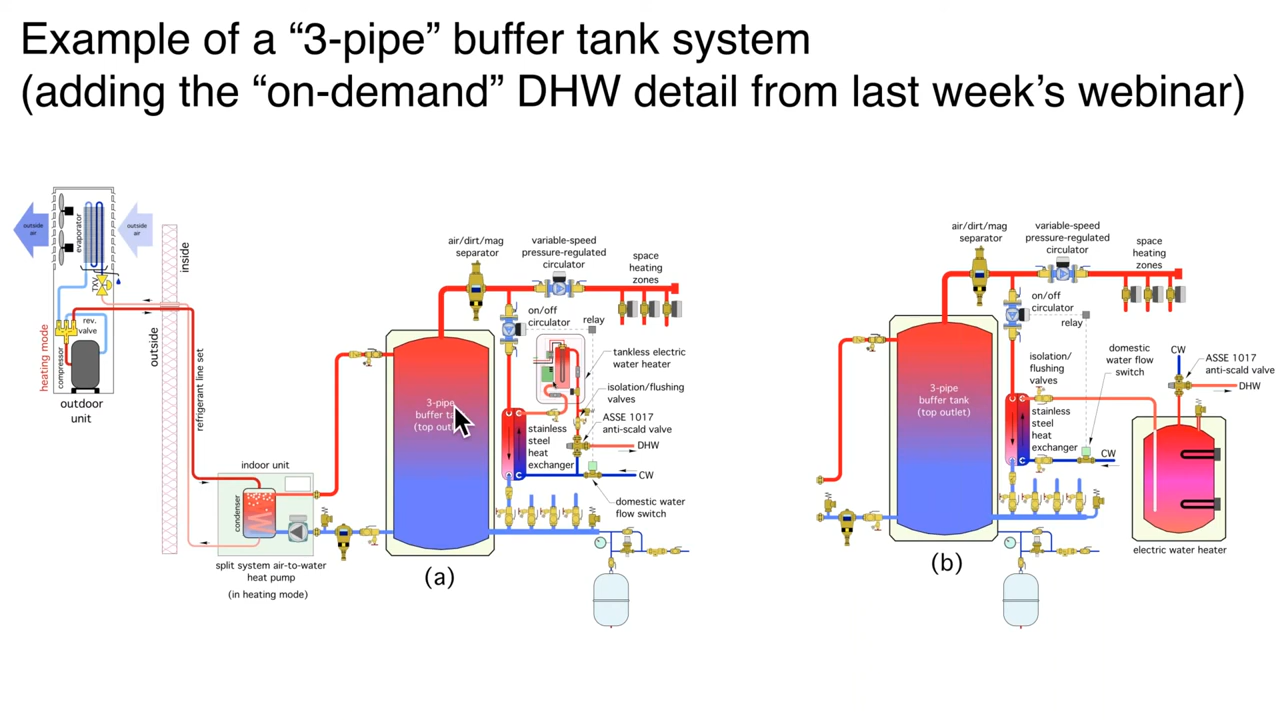 Example of a “3-pipe” buffer tank system
(adding the “on-demand” DHW detail from last week’s webinar)
outside
air
evaporator
outside
air
TXV
inside
outside
heating mode
rev.
valve
compressor
outdoor
unit
refrigerant line set
indoor unit
condenser
split system air-to-water
heat pump
(in heating mode)
air/dirt/mag
separator
variable-speed
pressure-regulated
circulator
space
heating
zones
on/off
circulator
relay
tankless electric
water heater
isolation/flushing
valves
ASSE 1017
anti-scald valve
3-pipe
buffer
(top
stainless
steel
heat
exchanger
DHW
CW
domestic water
flow switch
(a)
air/dirt/mag
separator
variable-speed
pressure-regulated
circulator
space
heating
zones
on/off
circulator
relay
domestic
water flow
switch
CW
ASSE 1017
anti-scald valve
DHW
isolation/
flushing
valves
3-pipe
buffer tank
(top outlet)
stainless
steel
heat
exchanger
CW
electric water heater
(b)